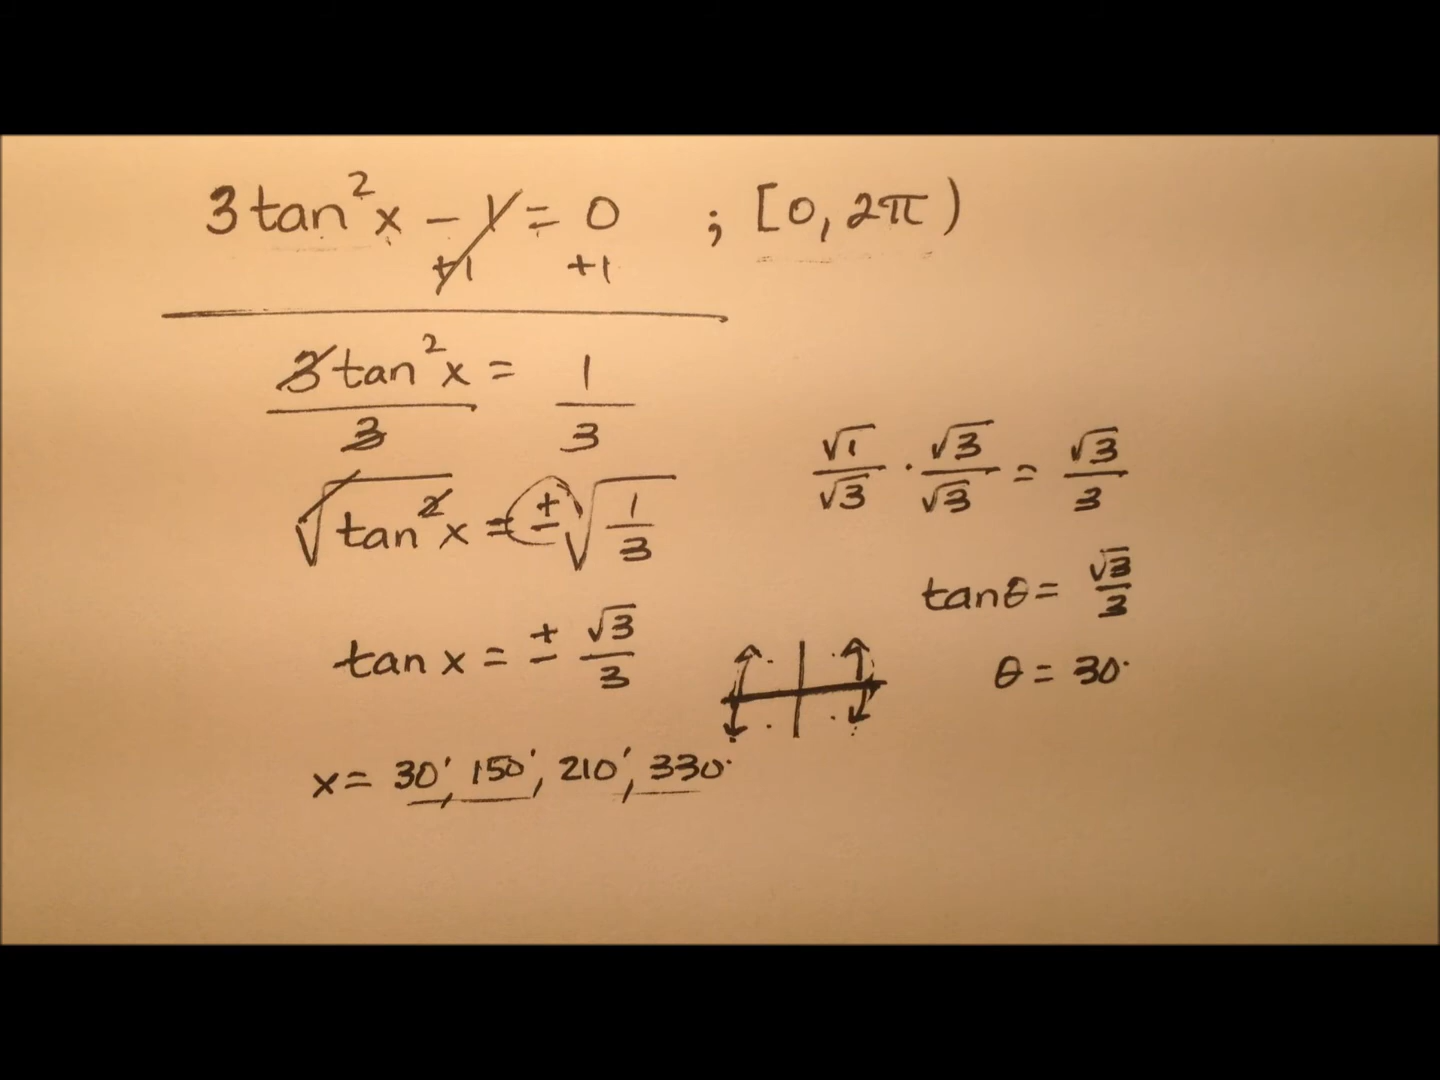 3tan²x - 1 = 0 ; [0, 2π)
+1 +1
3tan²x = 1
3 3
√tan²x = ± √1/3
tan x = ± √3/3
x = 30°, 150°, 210°, 330°
√1/√3 · √3/√3 = √3/3
tanθ = √3/3
θ = 30°